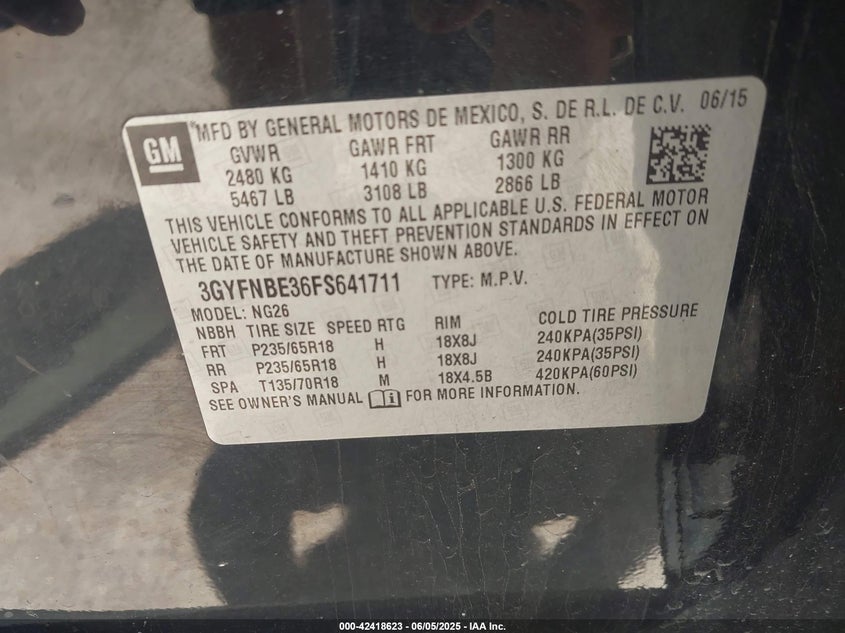 GM
*MFD BY GENERAL MOTORS DE MEXICO, S. DE R.L. DE C.V. 06/15
GVWR GAWR FRT GAWR RR
2480 KG 1410 KG 1300 KG
5467 LB 3108 LB 2866 LB
THIS VEHICLE CONFORMS TO ALL APPLICABLE U.S. FEDERAL MOTOR
VEHICLE SAFETY AND THEFT PREVENTION STANDARDS IN EFFECT ON
THE DATE OF MANUFACTURE SHOWN ABOVE.
3GYFNBE36FS641711 TYPE: M.P.V.
MODEL: NG26
NBBH TIRE SIZE SPEED RTG RIM COLD TIRE PRESSURE
FRT P235/65R18 H 18X8J 240KPA(35PSI)
RR P235/65R18 H 18X8J 240KPA(35PSI)
SPA T135/70R18 M 18X4.5B 420KPA(60PSI)
SEE OWNER'S MANUAL FOR MORE INFORMATION.
000-42418623 - 06/05/2025 - IAA Inc.